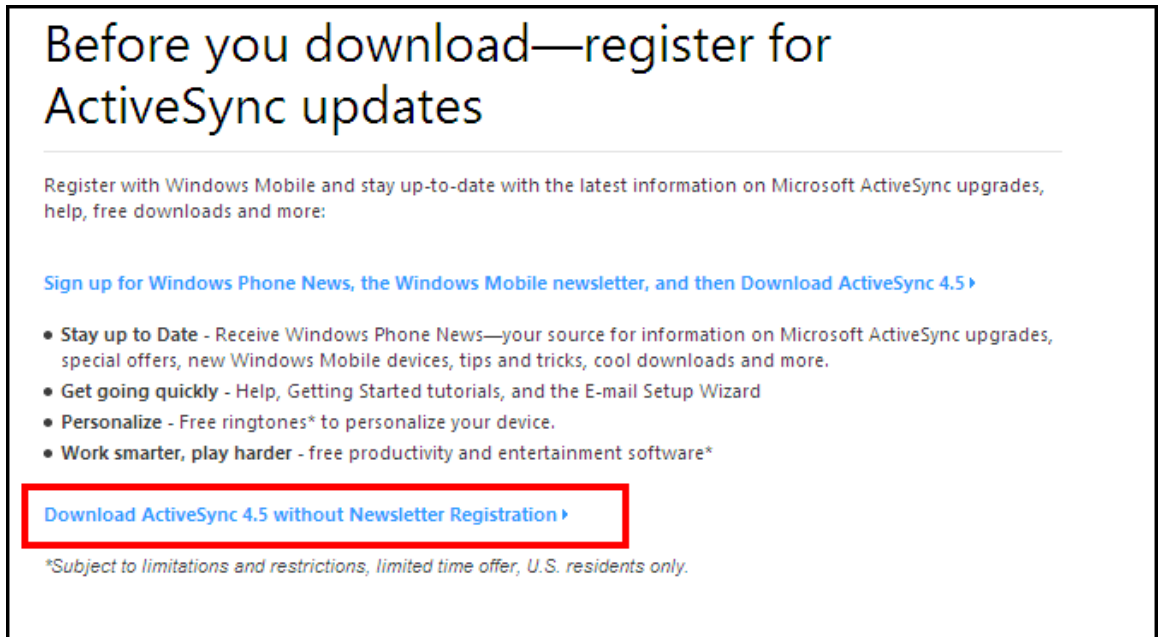 Before you download—register for
ActiveSync updates
Register with Windows Mobile and stay up-to-date with the latest information on Microsoft ActiveSync upgrades,
help, free downloads and more:
Sign up for Windows Phone News, the Windows Mobile newsletter, and then Download ActiveSync 4.5
• Stay up to Date - Receive Windows Phone News—your source for information on Microsoft ActiveSync upgrades,
special offers, new Windows Mobile devices, tips and tricks, cool downloads and more.
• Get going quickly - Help, Getting Started tutorials, and the E-mail Setup Wizard
• Personalize - Free ringtones* to personalize your device.
• Work smarter, play harder - free productivity and entertainment software*
Download ActiveSync 4.5 without Newsletter Registration
*Subject to limitations and restrictions, limited time offer, U.S. residents only.